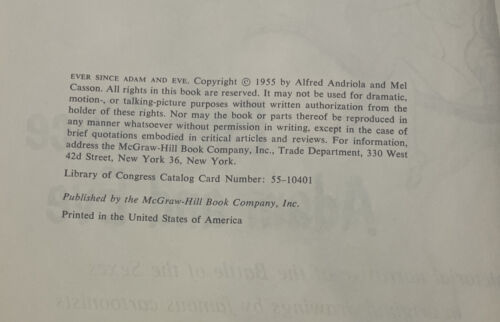 EVER SINCE ADAM AND EVE. Copyright © 1955 by Alfred Andriola and Mel
Casson. All rights in this book are reserved. It may not be used for dramatic,
motion-, or talking-picture purposes without written authorization from the
holder of these rights. Nor may the book or parts thereof be reproduced in
any manner whatsoever without permission in writing, except in the case of
brief quotations embodied in critical articles and reviews. For information,
address the McGraw-Hill Book Company, Inc., Trade Department, 330 West
42d Street, New York 36, New York.
Library of Congress Catalog Card Number: 55-10401
Published by the McGraw-Hill Book Company, Inc.
Printed in the United States of America